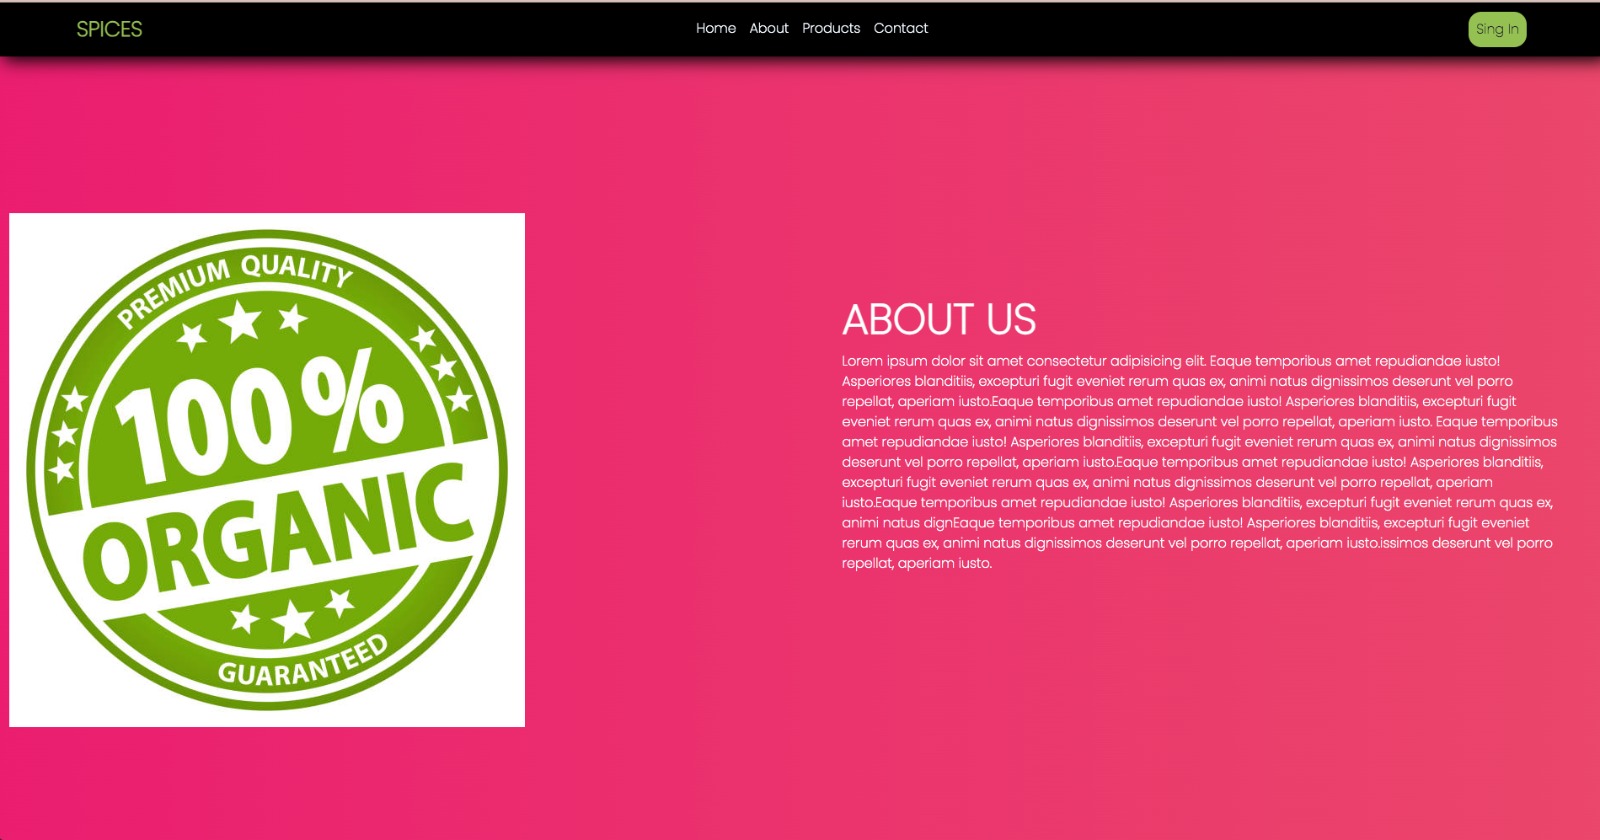 SPICES
Home About Products Contact
Sing In
PREMIUM QUALITY
100%
ORGANIC
GUARANTEED
ABOUT US
Lorem ipsum dolor sit amet consectetur adipisicing elit. Eaque temporibus amet repudiandae iusto!
Asperiores blanditiis, excepturi fugit eveniet rerum quas ex, animi natus dignissimos deserunt vel porro
repellat, aperiam iusto.Eaque temporibus amet repudiandae iusto! Asperiores blanditiis, excepturi fugit
eveniet rerum quas ex, animi natus dignissimos deserunt vel porro repellat, aperiam iusto. Eaque temporibus
amet repudiandae iusto! Asperiores blanditiis, excepturi fugit eveniet rerum quas ex, animi natus dignissimos
deserunt vel porro repellat, aperiam iusto.Eaque temporibus amet repudiandae iusto! Asperiores blanditiis,
excepturi fugit eveniet rerum quas ex, animi natus dignissimos deserunt vel porro repellat, aperiam
iusto.Eaque temporibus amet repudiandae iusto! Asperiores blanditiis, excepturi fugit eveniet rerum quas ex,
animi natus dignEaque temporibus amet repudiandae iusto! Asperiores blanditiis, excepturi fugit eveniet
rerum quas ex, animi natus dignissimos deserunt vel porro repellat, aperiam iusto.issimos deserunt vel porro
repellat, aperiam iusto.